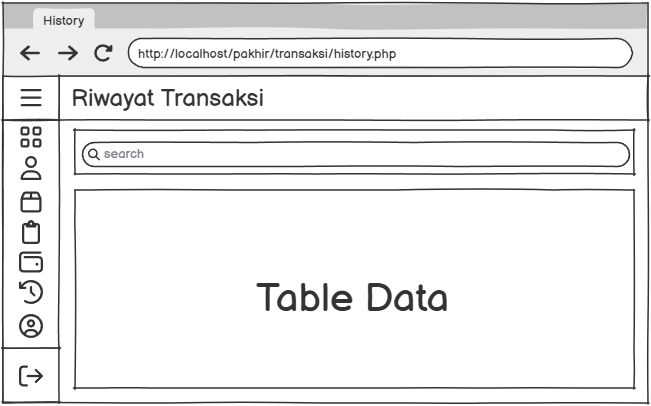 History
http://localhost/pakhir/transaksi/history.php
Riwayat Transaksi
search
Table Data